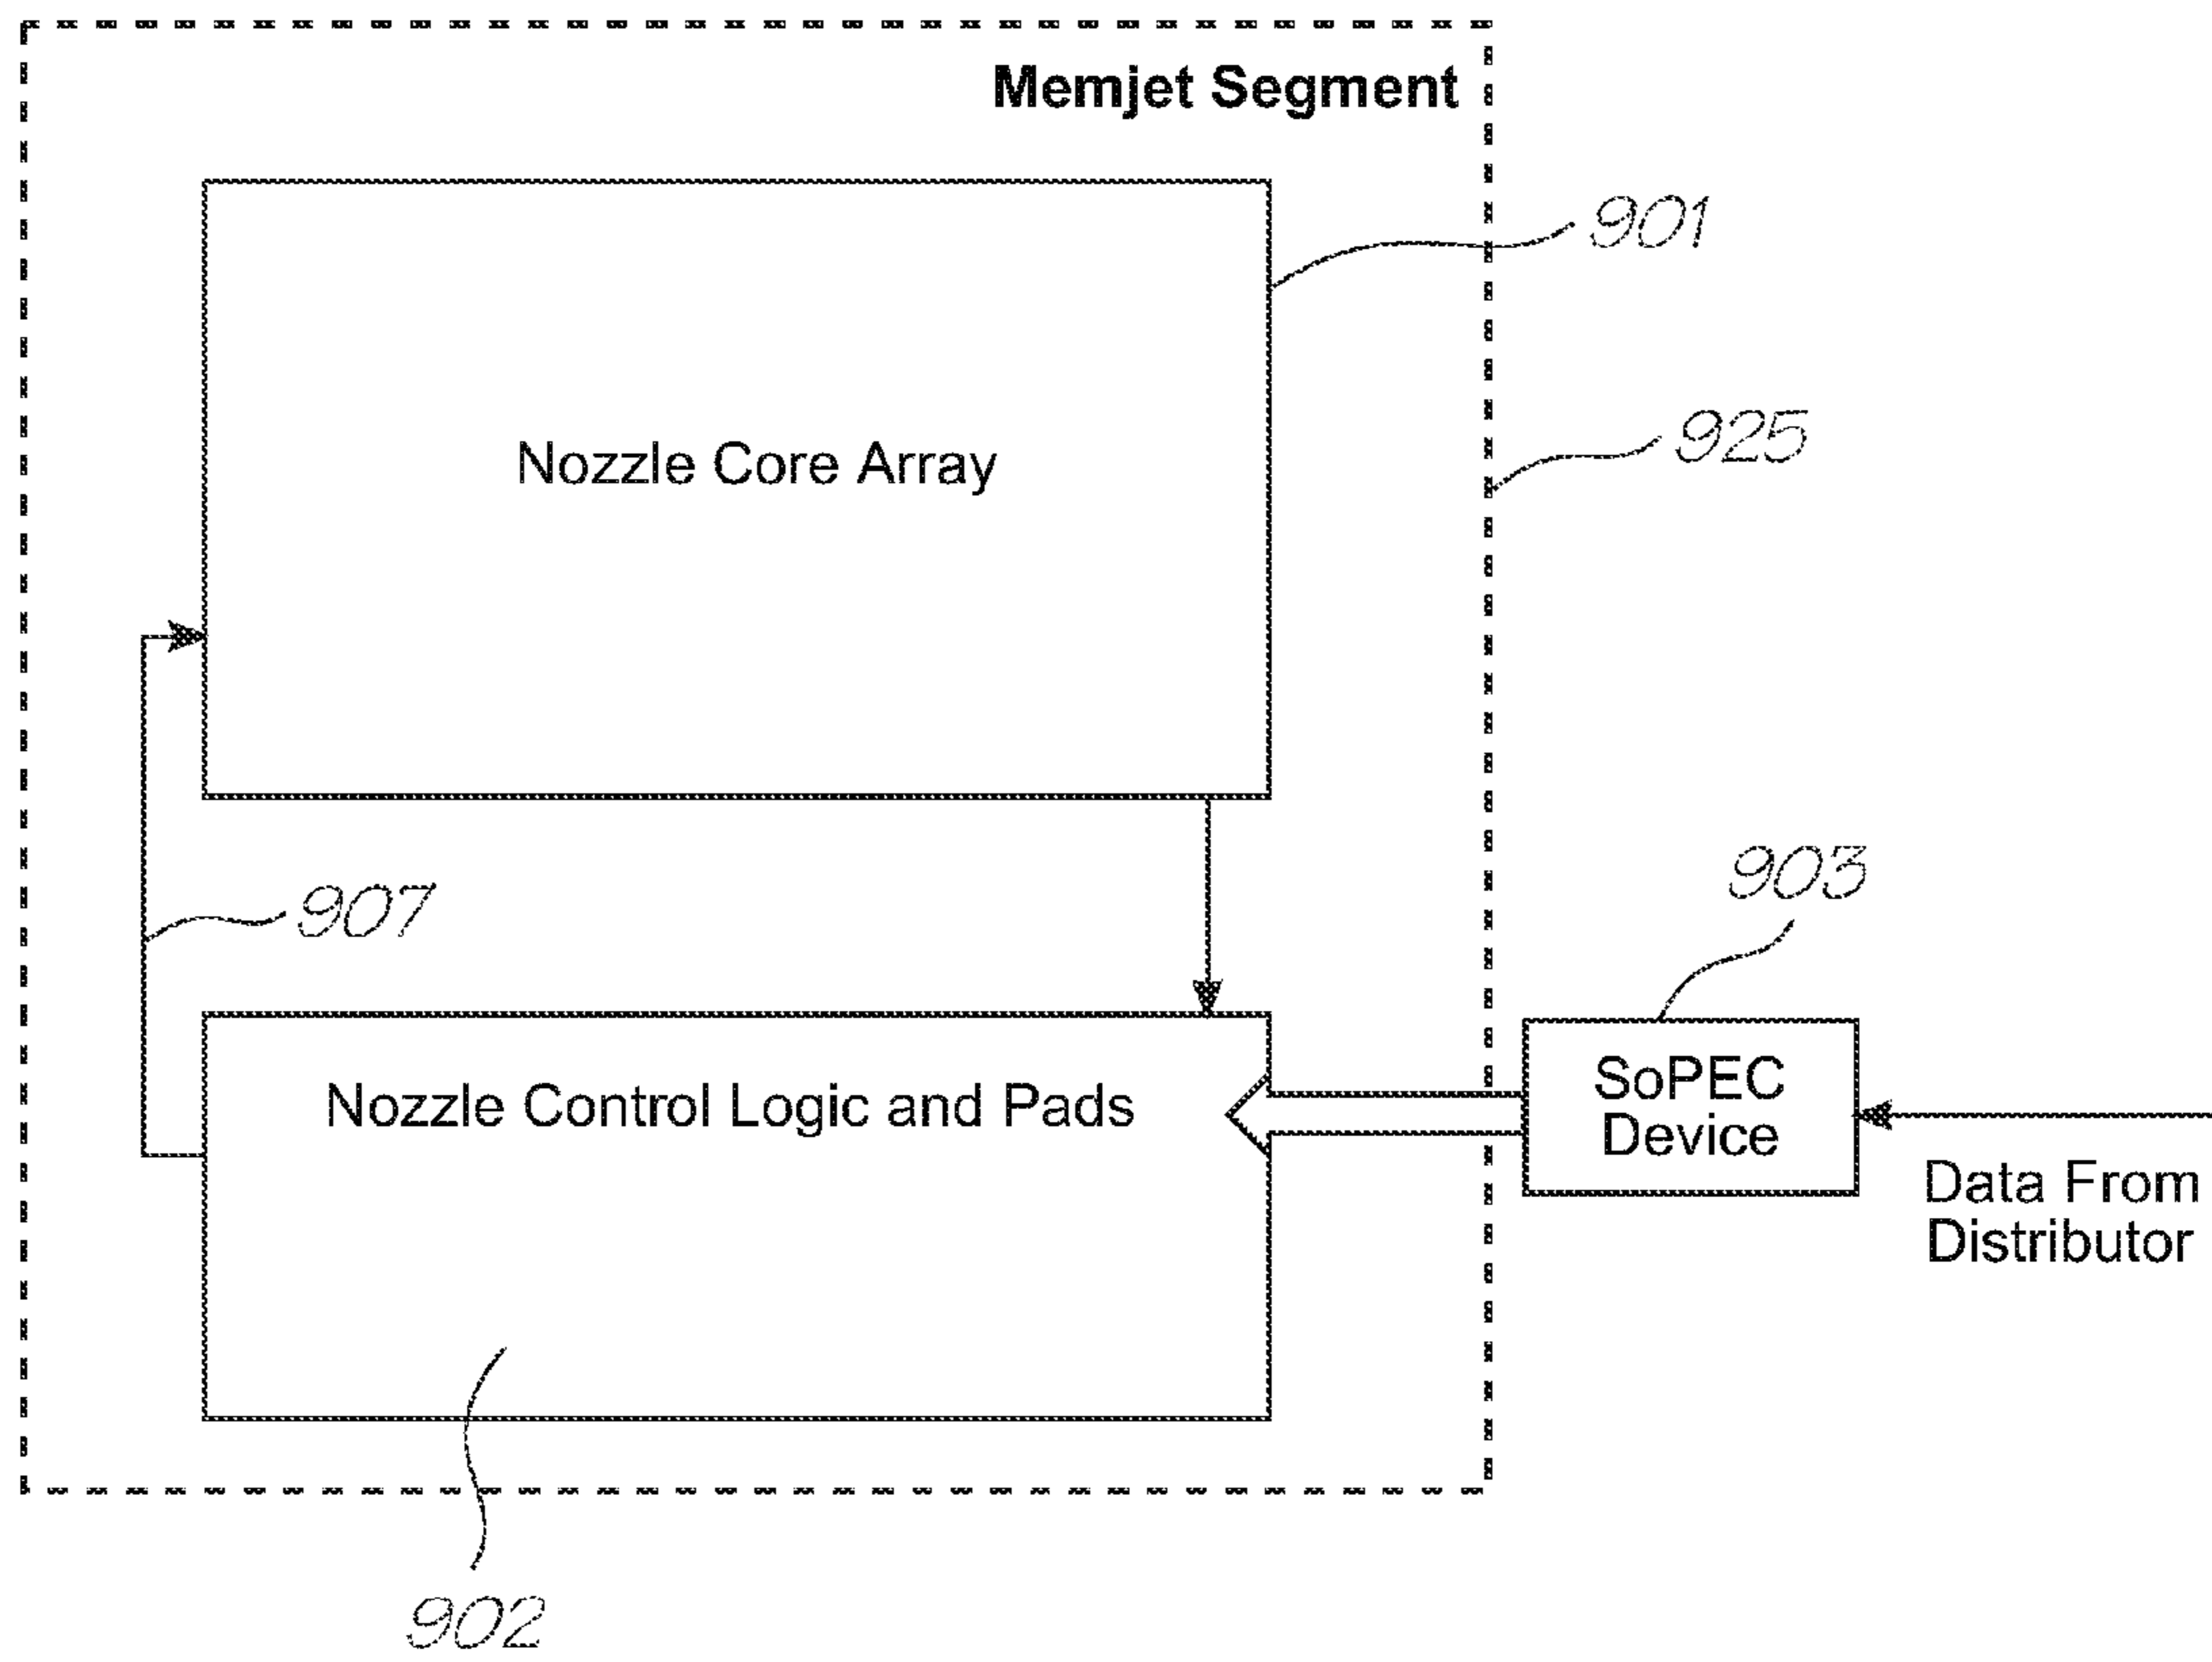 Memjet Segment
901
Nozzle Core Array
925
903
907
SoPEC
Device
Nozzle Control Logic and Pads
Data From
Distributor
902